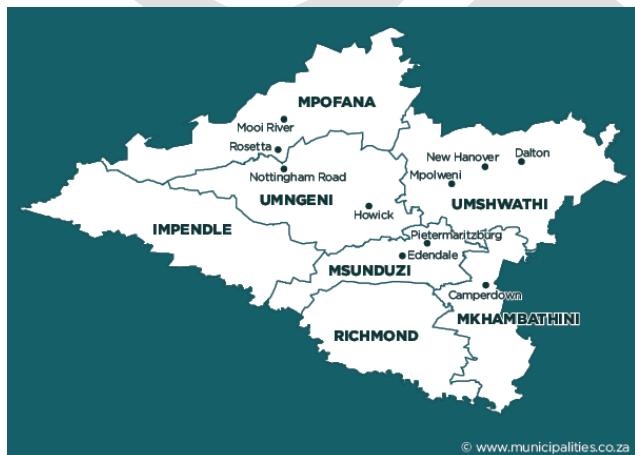 MPOFANA
Mooi River
Rosetta
New Hanover
Dalton
Nottingham Road
Mpolweni
UMNGENI
UMSHWATHI
Howick
IMPENDLE
Pietermaritzburg
Edendale
MSUNDUZI
Camperdown
MKHAMBATHINI
RICHMOND
© www.municipalities.co.za